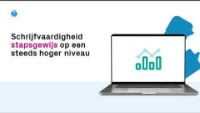 Schrijfvaardigheid
stapsgewijs op een
steeds hoger niveau